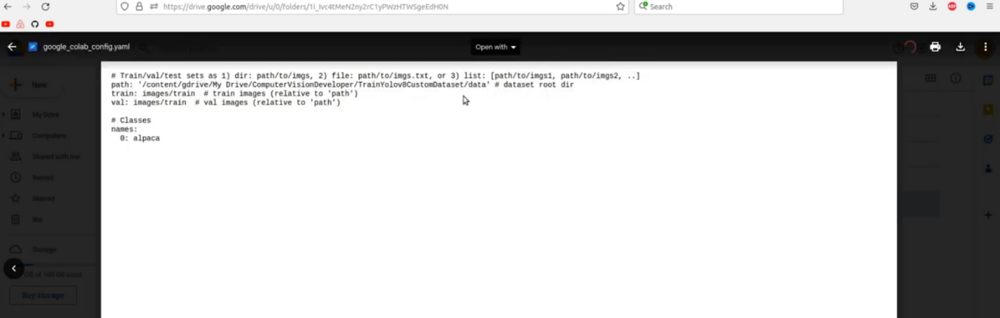 https://drive.google.com/drive/u/0/folders/1i_Ivc4tMeN2ny2rC1yPWzHTWSgeEdH0N
Search
google_colab_config.yaml
Open with
# Train/val/test sets as 1) dir: path/to/imgs, 2) file: path/to/imgs.txt, or 3) list: [path/to/imgs1, path/to/imgs2, ..]
path: '/content/gdrive/My Drive/ComputerVisionDeveloper/TrainYolov8CustomDataset/data' # dataset root dir
train: images/train  # train images (relative to 'path')
val: images/train  # val images (relative to 'path')
# Classes
names:
0: alpaca
New
My Drive
Computers
Shared with me
Recent
Starred
Bin
Storage
GB of 100 GB used
Buy storage
ABP